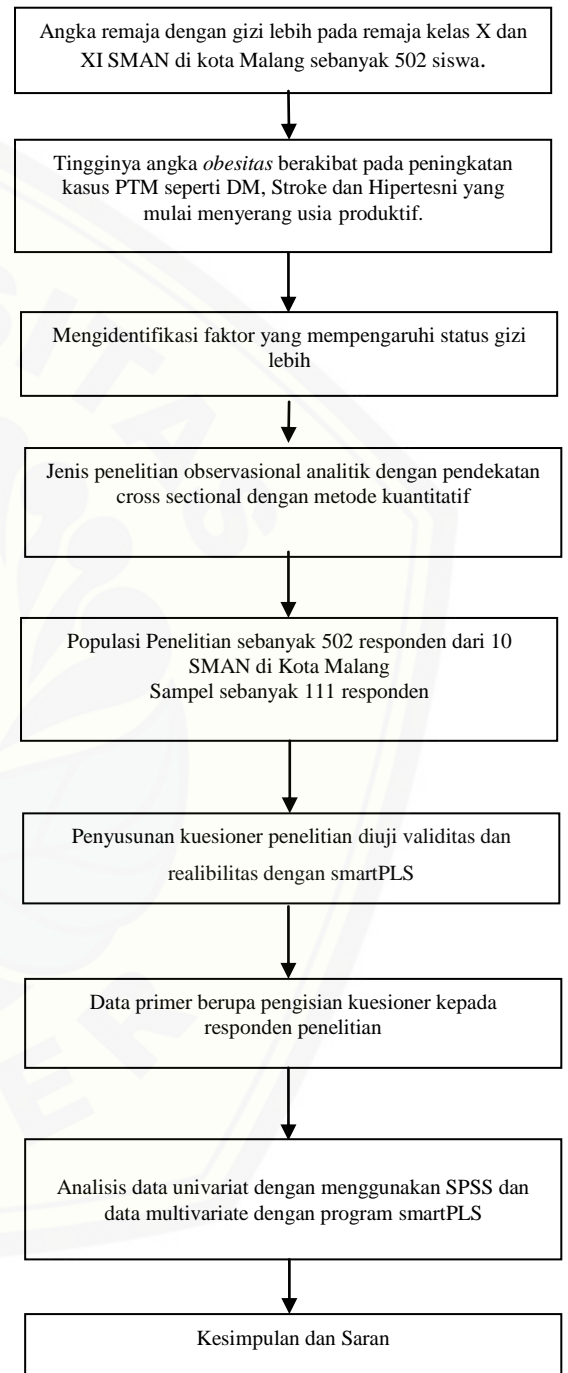 Angka remaja dengan gizi lebih pada remaja kelas X dan
XI SMAN di kota Malang sebanyak 502 siswa.
Tingginya angka obesitas berakibat pada peningkatan
kasus PTM seperti DM, Stroke dan Hipertesni yang
mulai menyerang usia produktif.
Mengidentifikasi faktor yang mempengaruhi status gizi
lebih
Jenis penelitian observasional analitik dengan pendekatan
cross sectional dengan metode kuantitatif
Populasi Penelitian sebanyak 502 responden dari 10
SMAN di Kota Malang
Sampel sebanyak 111 responden
Penyusunan kuesioner penelitian diuji validitas dan
realibilitas dengan smartPLS
Data primer berupa pengisian kuesioner kepada
responden penelitian
Analisis data univariat dengan menggunakan SPSS dan
data multivariate dengan program smartPLS
Kesimpulan dan Saran